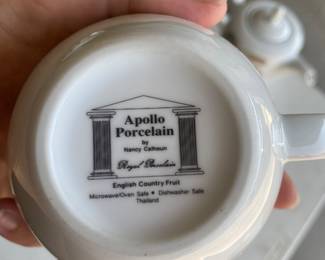 Apollo
Porcelain
by
Nancy Calhoun
Royal Porcelain
English Country Fruit
Microwave/Oven Safe • Dishwasher Safe
Thailand